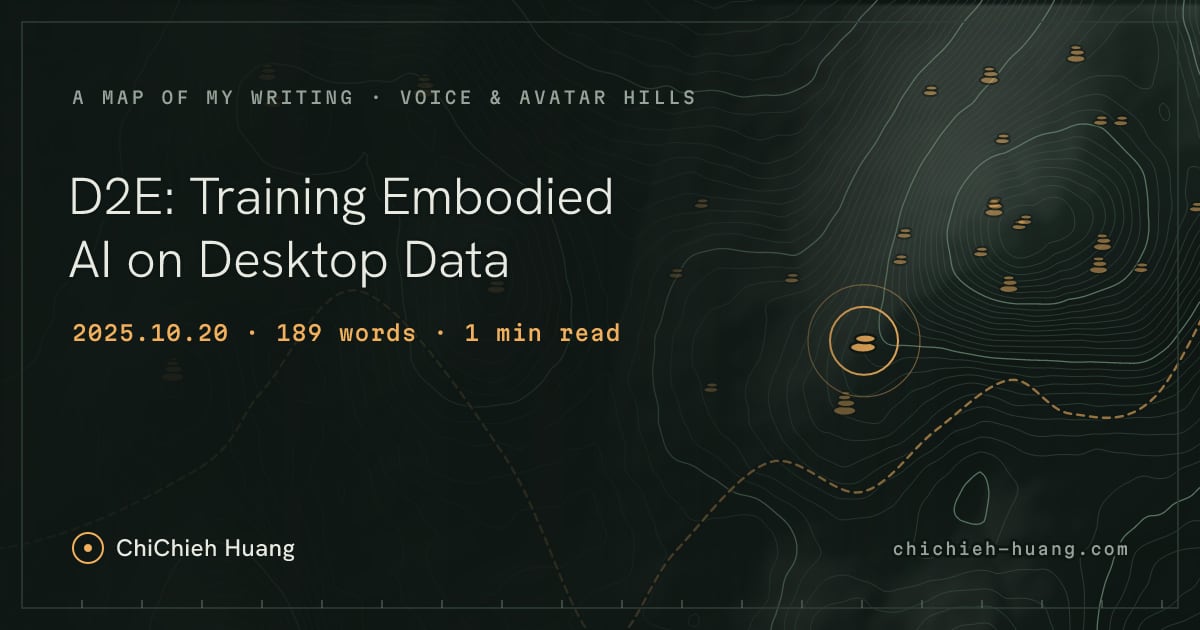 A MAP OF MY WRITING · VOICE & AVATAR HILLS
D2E: Training Embodied
AI on Desktop Data
2025.10.20 · 189 words · 1 min read
ChiChieh Huang
chichieh-huang.com